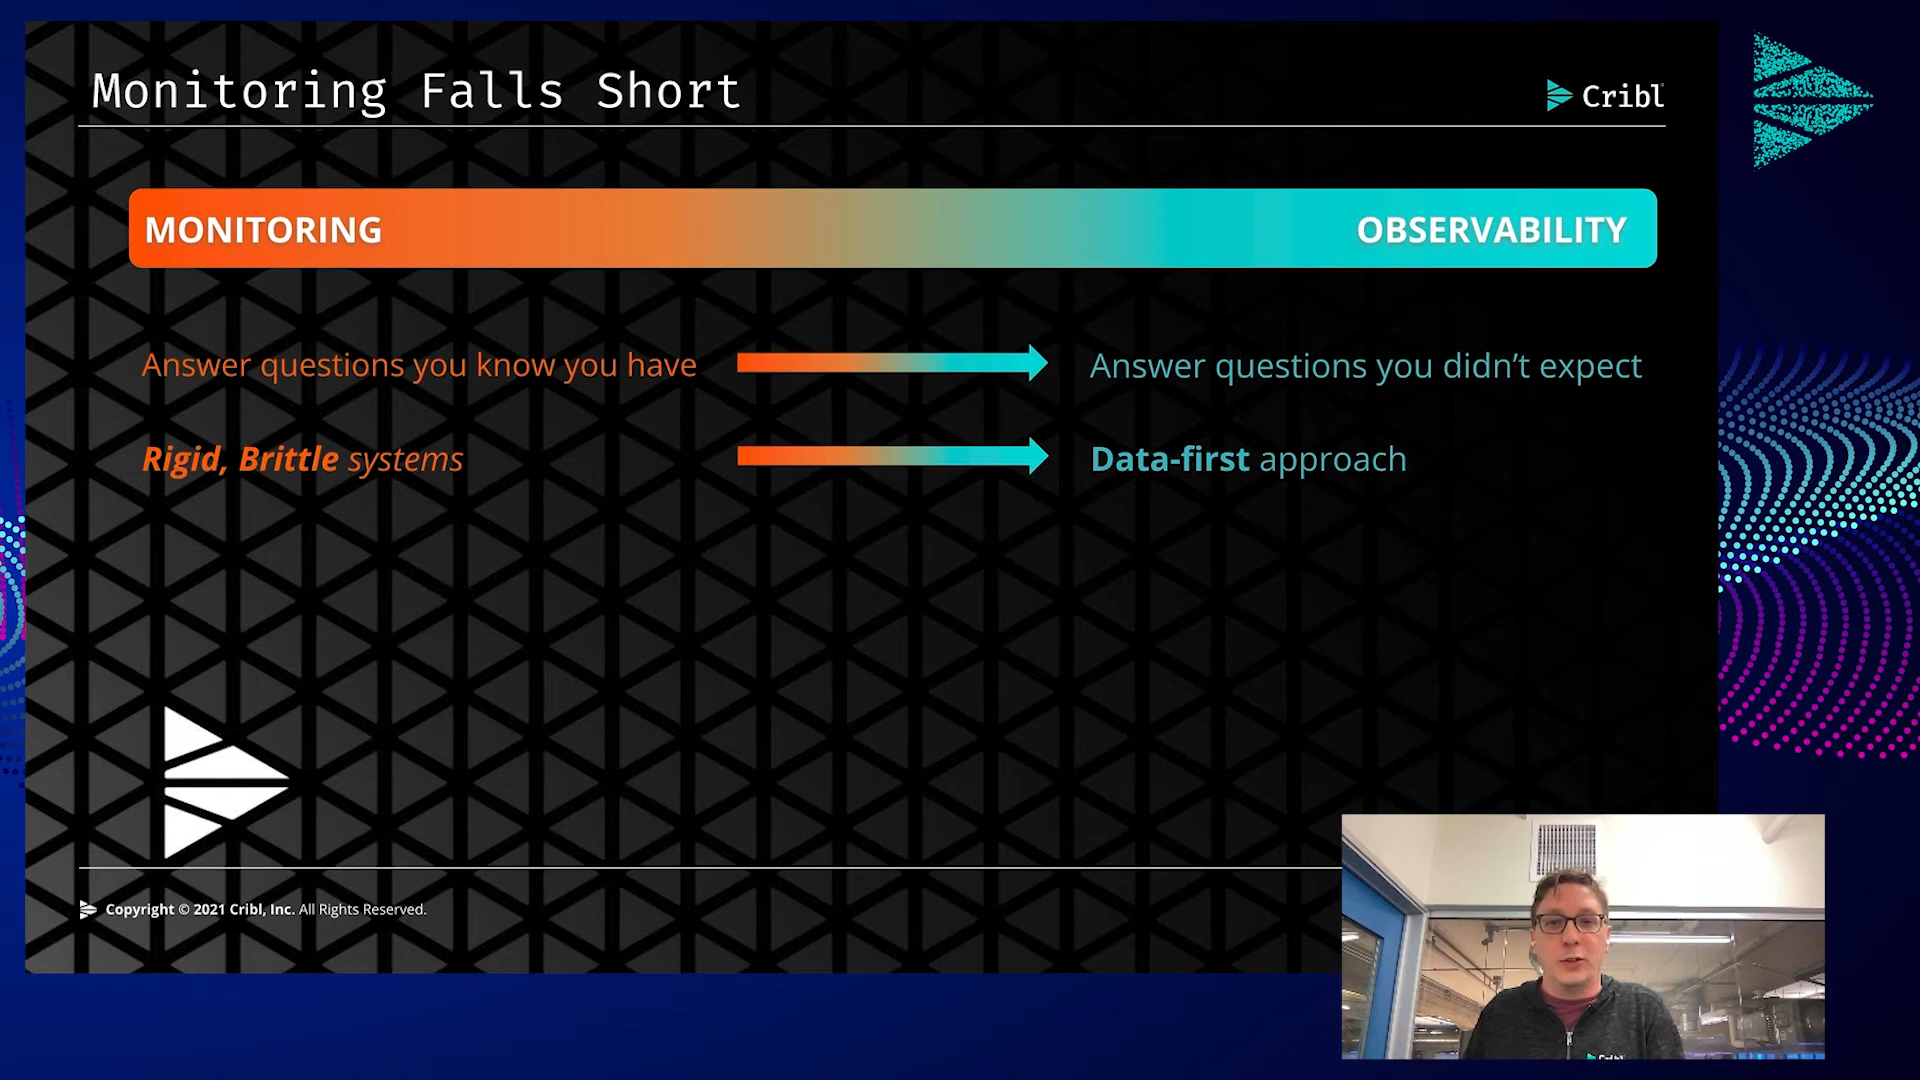 Monitoring Falls Short
Cribl
MONITORING
OBSERVABILITY
Answer questions you know you have
Answer questions you didn’t expect
Rigid, Brittle systems
Data-first approach
Copyright © 2021 Cribl, Inc. All Rights Reserved.
Cribl